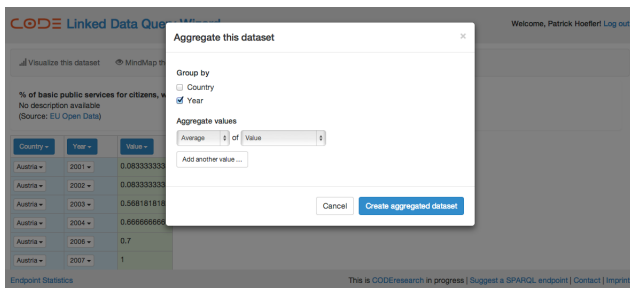 CODE Linked Data Query Wizard
Welcome, Patrick Hoefler! Log out
Aggregate this dataset ×
Visualize this dataset MindMap th
Group by
Country
Year
% of basic public services for citizens, w
No description available
(Source: EU Open Data)
Aggregate values
Average of Value
Add another value ...
Country Year Value
Austria 2001 0.083333333
Austria 2002 0.083333333
Austria 2003 0.568181818
Austria 2004 0.666666666
Austria 2006 0.7
Austria 2007 1
Cancel Create aggregated dataset
Endpoint Statistics
This is CODEresearch in progress | Suggest a SPARQL endpoint | Contact | Imprint